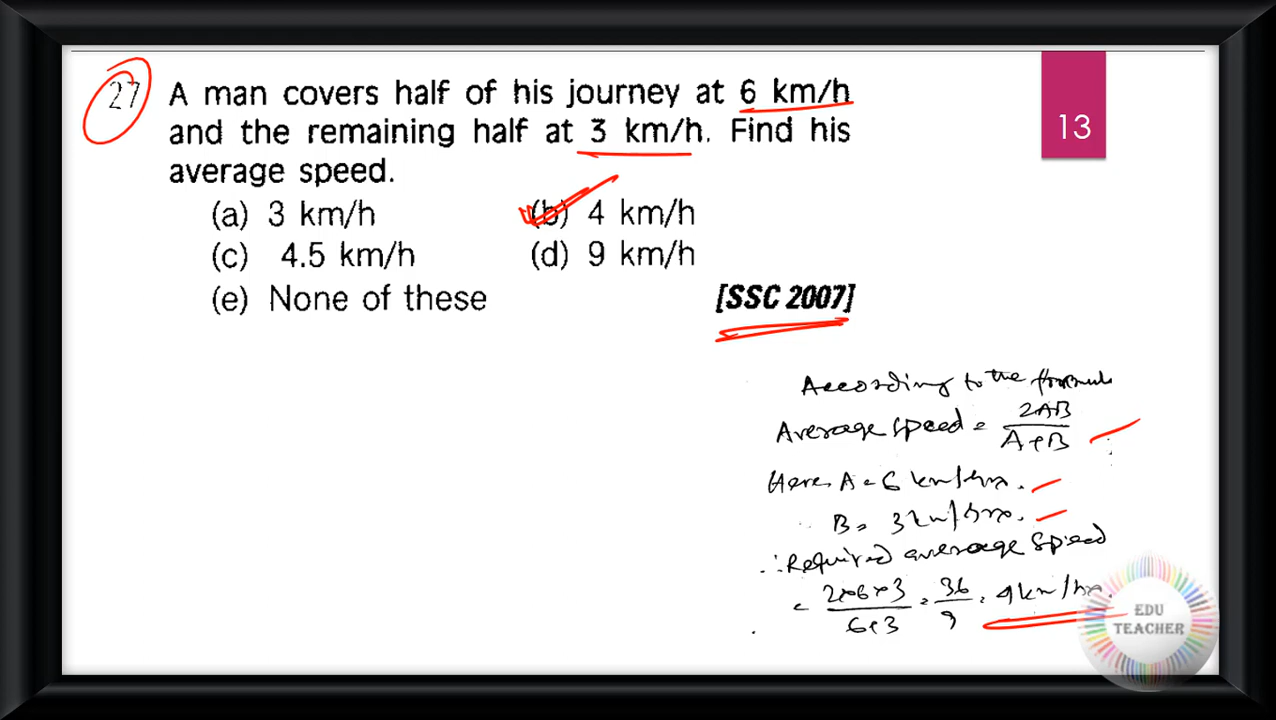 27 A man covers half of his journey at 6 km/h
and the remaining half at 3 km/h. Find his
average speed.
(a) 3 km/h (b) 4 km/h
(c) 4.5 km/h (d) 9 km/h
(e) None of these [SSC 2007]
13
According to the formula
Average speed = 2AB / A+B
Here, A = 6 km/hr.
B = 3 km/hr.
∴ Required average speed
= 2×6×3 / 6+3 = 36 / 9 = 4 km/hr.
EDU
TEACHER